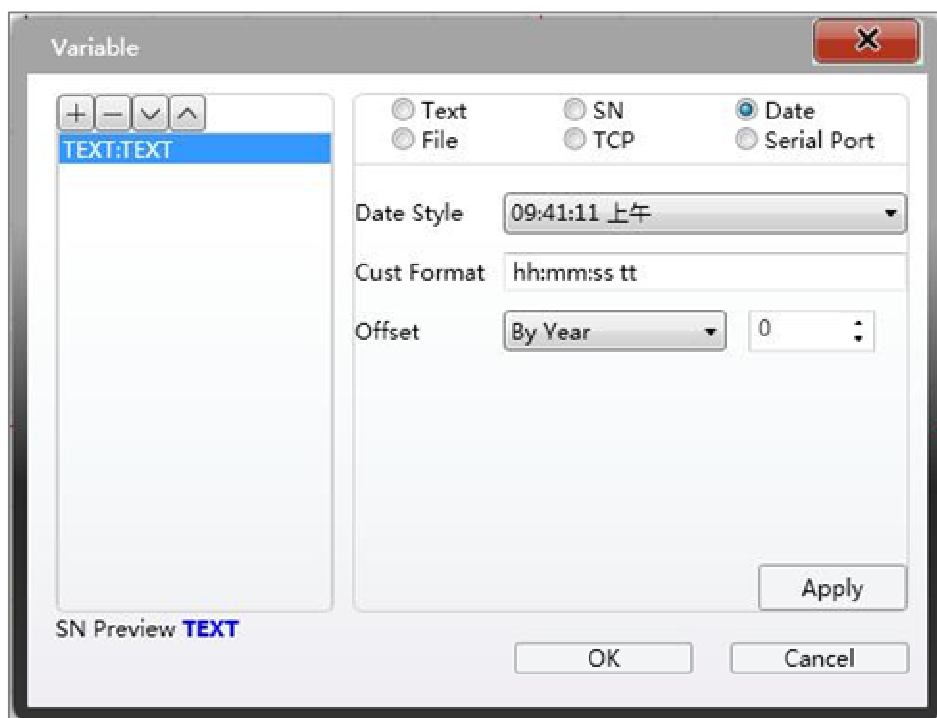 Variable
Text
SN
Date
File
TCP
Serial Port
TEXT:TEXT
Date Style
09:41:11 上午
Cust Format
hh:mm:ss tt
Offset
By Year
0
Apply
SN Preview TEXT
OK
Cancel